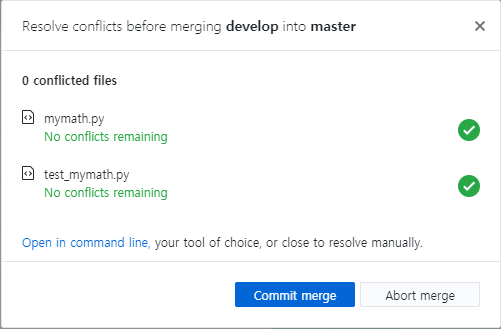 Resolve conflicts before merging develop into master
0 conflicted files
mymath.py
No conflicts remaining
test_mymath.py
No conflicts remaining
Open in command line, your tool of choice, or close to resolve manually.
Commit merge
Abort merge